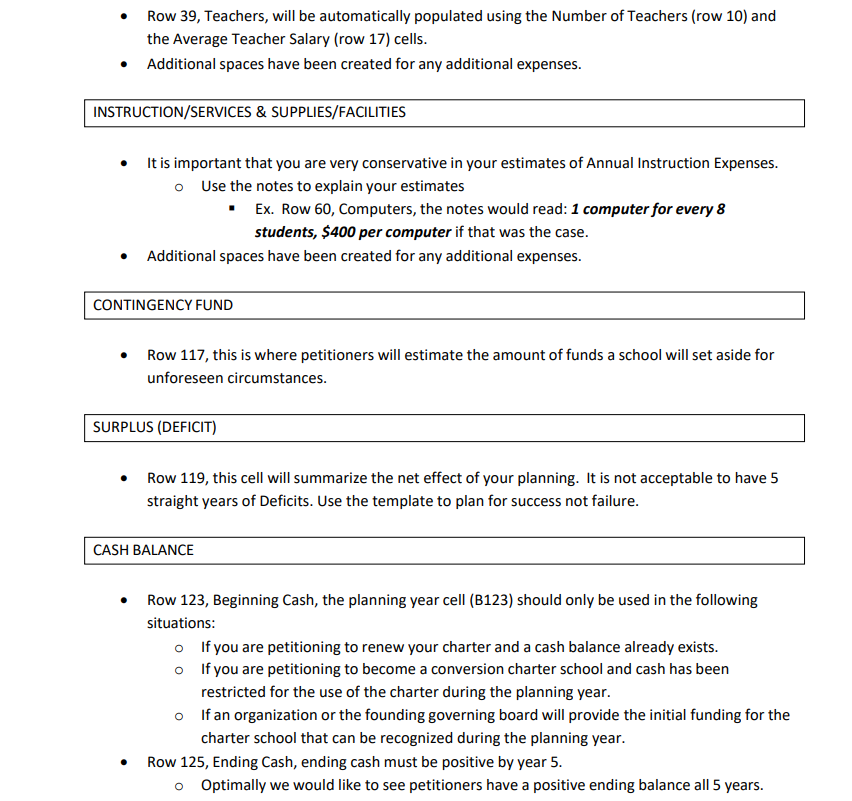 • Row 39, Teachers, will be automatically populated using the Number of Teachers (row 10) and
the Average Teacher Salary (row 17) cells.
• Additional spaces have been created for any additional expenses.
INSTRUCTION/SERVICES & SUPPLIES/FACILITIES
• It is important that you are very conservative in your estimates of Annual Instruction Expenses.
o Use the notes to explain your estimates
▪ Ex. Row 60, Computers, the notes would read: 1 computer for every 8
students, $400 per computer if that was the case.
• Additional spaces have been created for any additional expenses.
CONTINGENCY FUND
• Row 117, this is where petitioners will estimate the amount of funds a school will set aside for
unforeseen circumstances.
SURPLUS (DEFICIT)
• Row 119, this cell will summarize the net effect of your planning. It is not acceptable to have 5
straight years of Deficits. Use the template to plan for success not failure.
CASH BALANCE
• Row 123, Beginning Cash, the planning year cell (B123) should only be used in the following
situations:
o If you are petitioning to renew your charter and a cash balance already exists.
o If you are petitioning to become a conversion charter school and cash has been
restricted for the use of the charter during the planning year.
o If an organization or the founding governing board will provide the initial funding for the
charter school that can be recognized during the planning year.
• Row 125, Ending Cash, ending cash must be positive by year 5.
o Optimally we would like to see petitioners have a positive ending balance all 5 years.